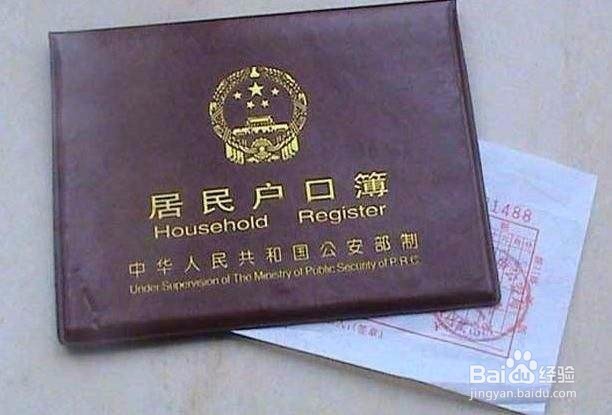 居民户口簿
Household Register
中华人民共和国公安部制
Under Supervision of The Ministry of Public Security of P.R.C.
1488
Baidu经验
jingyan.baidu.com